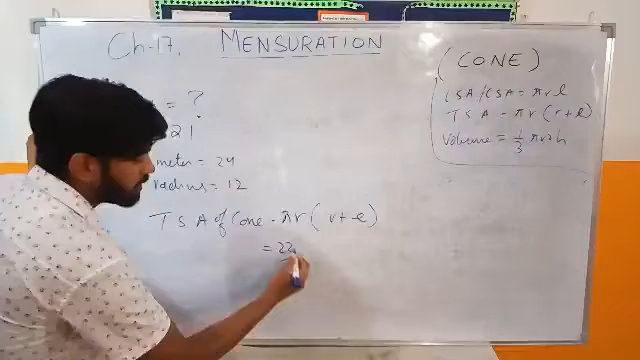 Ch-17. MENSURATION
(CONE)
LSA/CSA = πrl
TSA = πr(r+l)
Volume = 1/3 πr2h
= ?
21
meter = 24
radius = 12
TSA of Cone = πr(r+l)
= 22